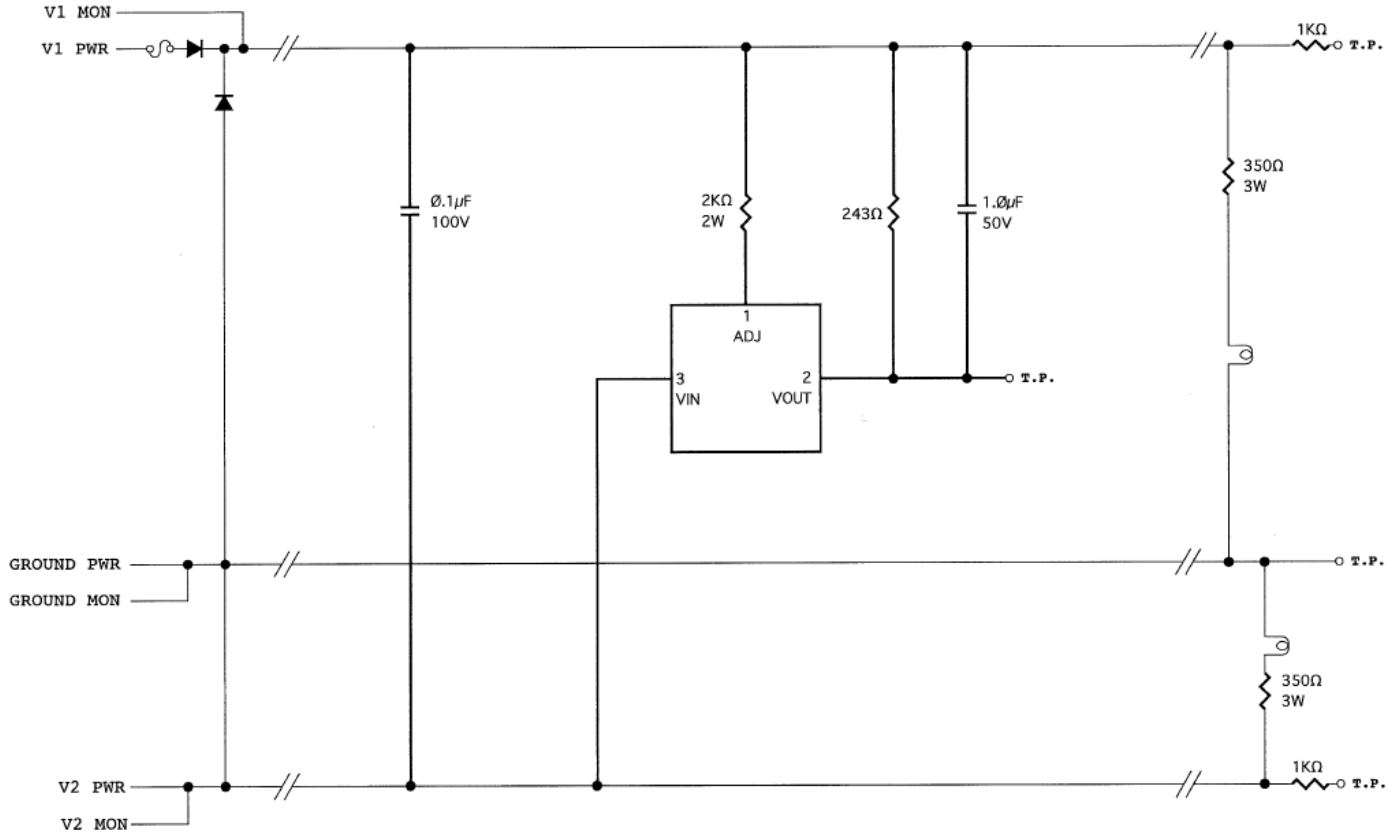 V1 MON
V1 PWR
1KΩ
T.P.
Ø.1µF
100V
2KΩ
2W
243Ω
1.ØµF
50V
350Ω
3W
1
ADJ
3
VIN
2
VOUT
T.P.
GROUND PWR
T.P.
GROUND MON
350Ω
3W
1KΩ
V2 PWR
T.P.
V2 MON